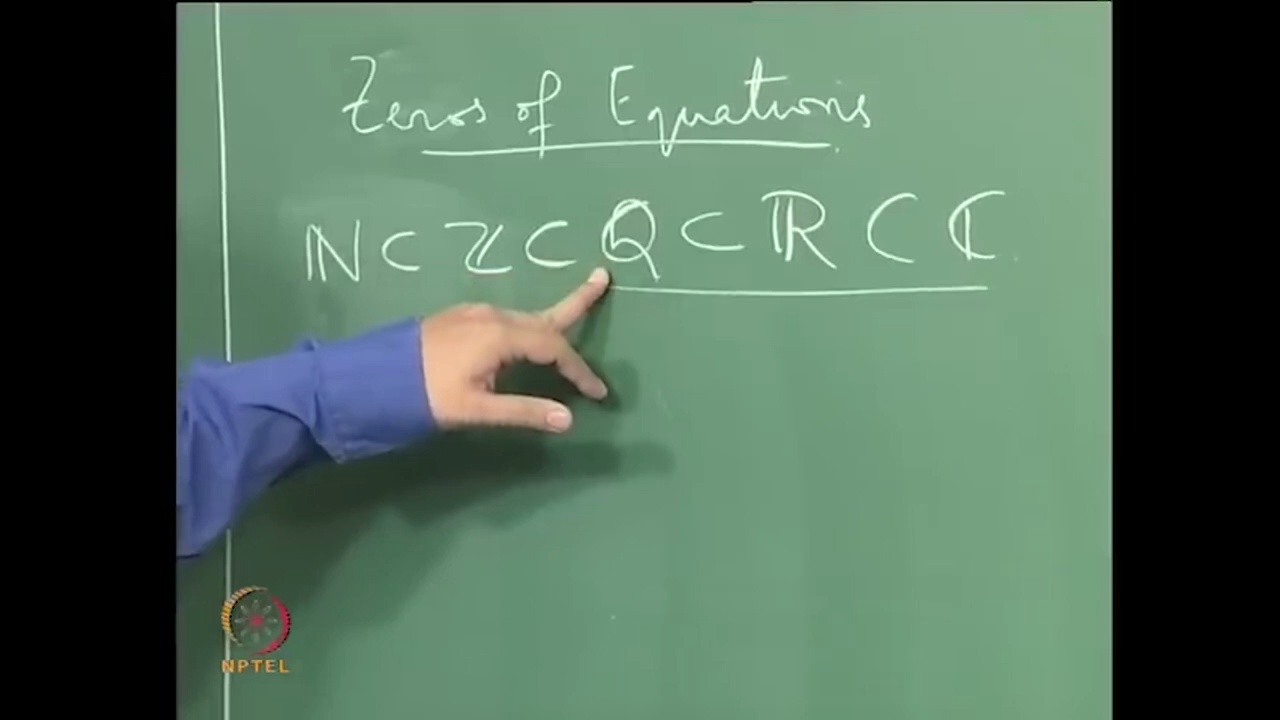 Zeros of Equations
ℕ ⊂ ℤ ⊂ ℚ ⊂ ℝ ⊂ ℂ.
NPTEL